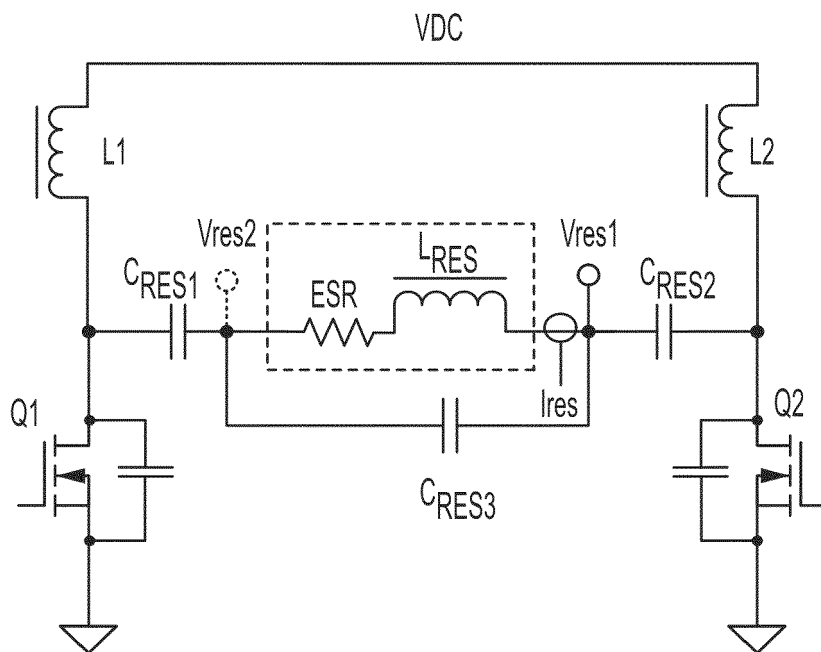 VDC
L1
L2
Vres2
Vres1
LRES
CRES1
CRES2
ESR
Ires
Q1
Q2
CRES3